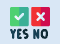 YES NO